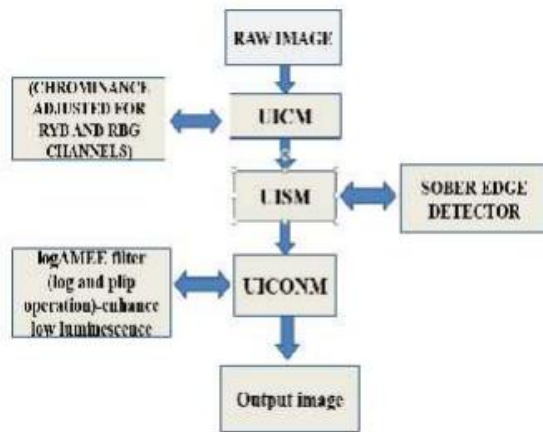 RAW IMAGE
(CHROMINANCE
ADJUSTED FOR
RYB AND RBG
CHANNELS)
UICM
UISM
SOBER EDGE
DETECTOR
logAMEE filter
(log and plip
operation)-enhance
low luminescence
UICONM
Output image